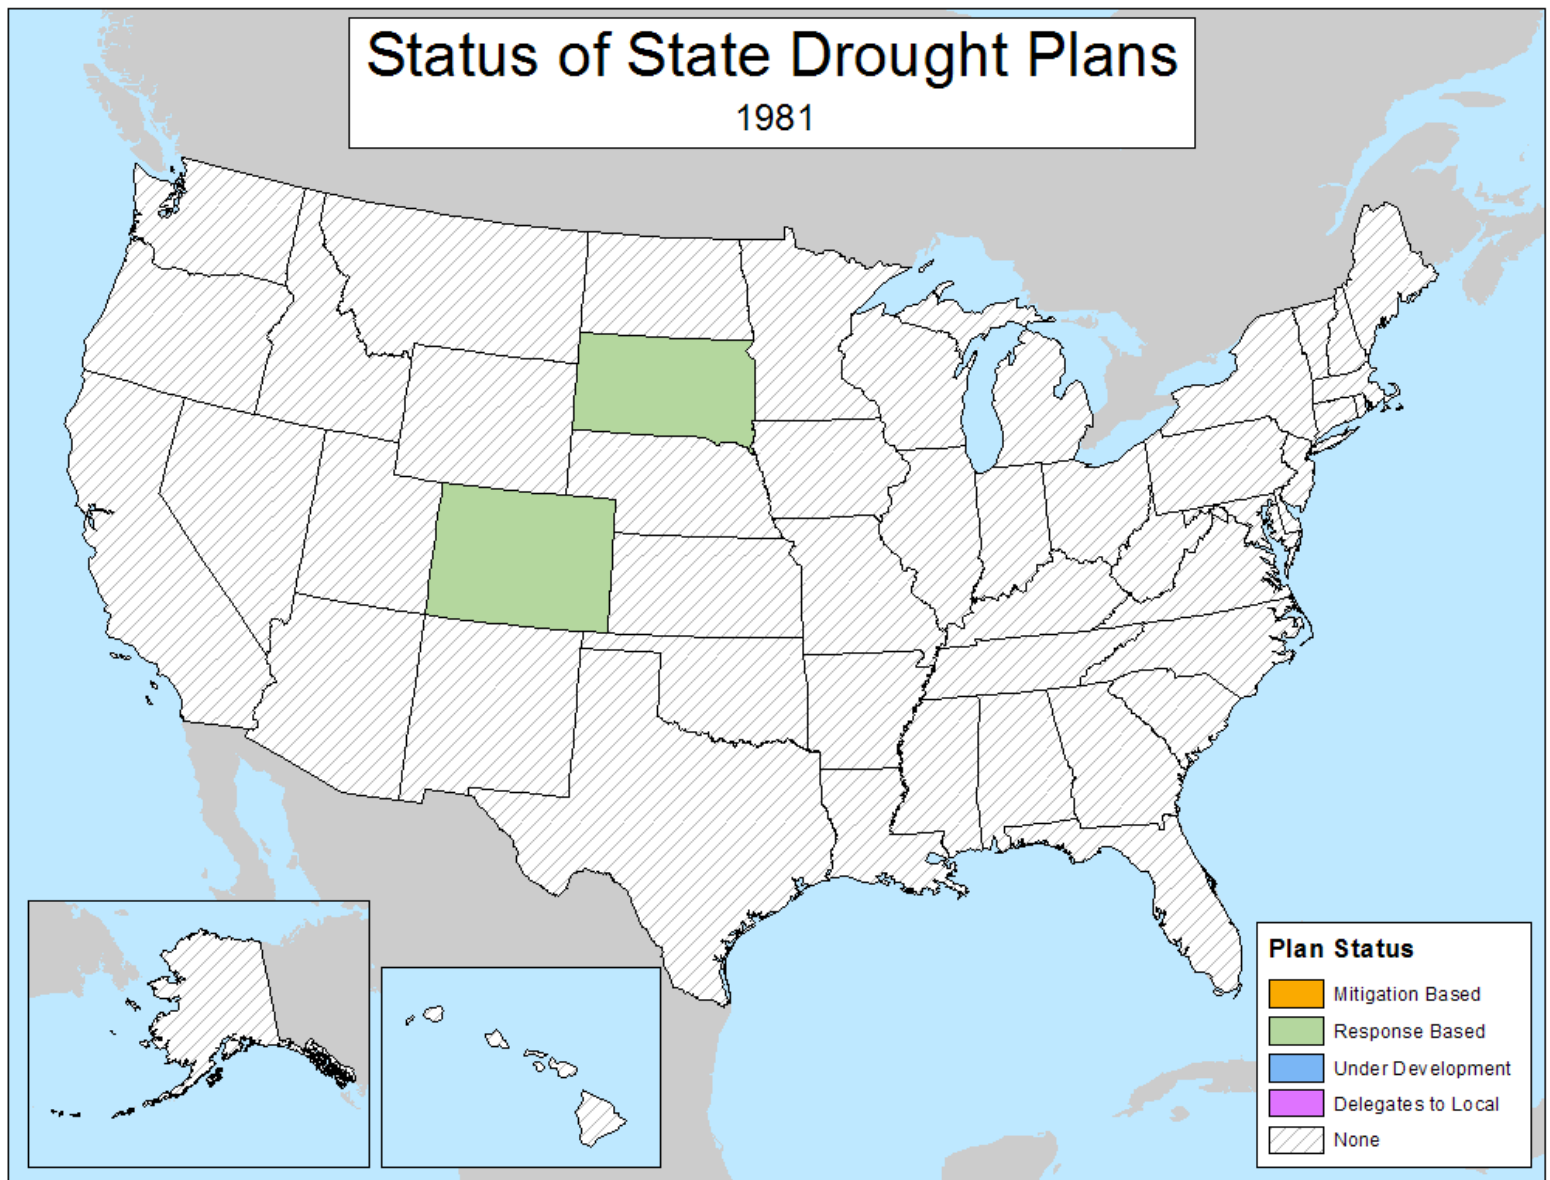 Status of State Drought Plans
1981
Plan Status
Mitigation Based
Response Based
Under Development
Delegates to Local
None